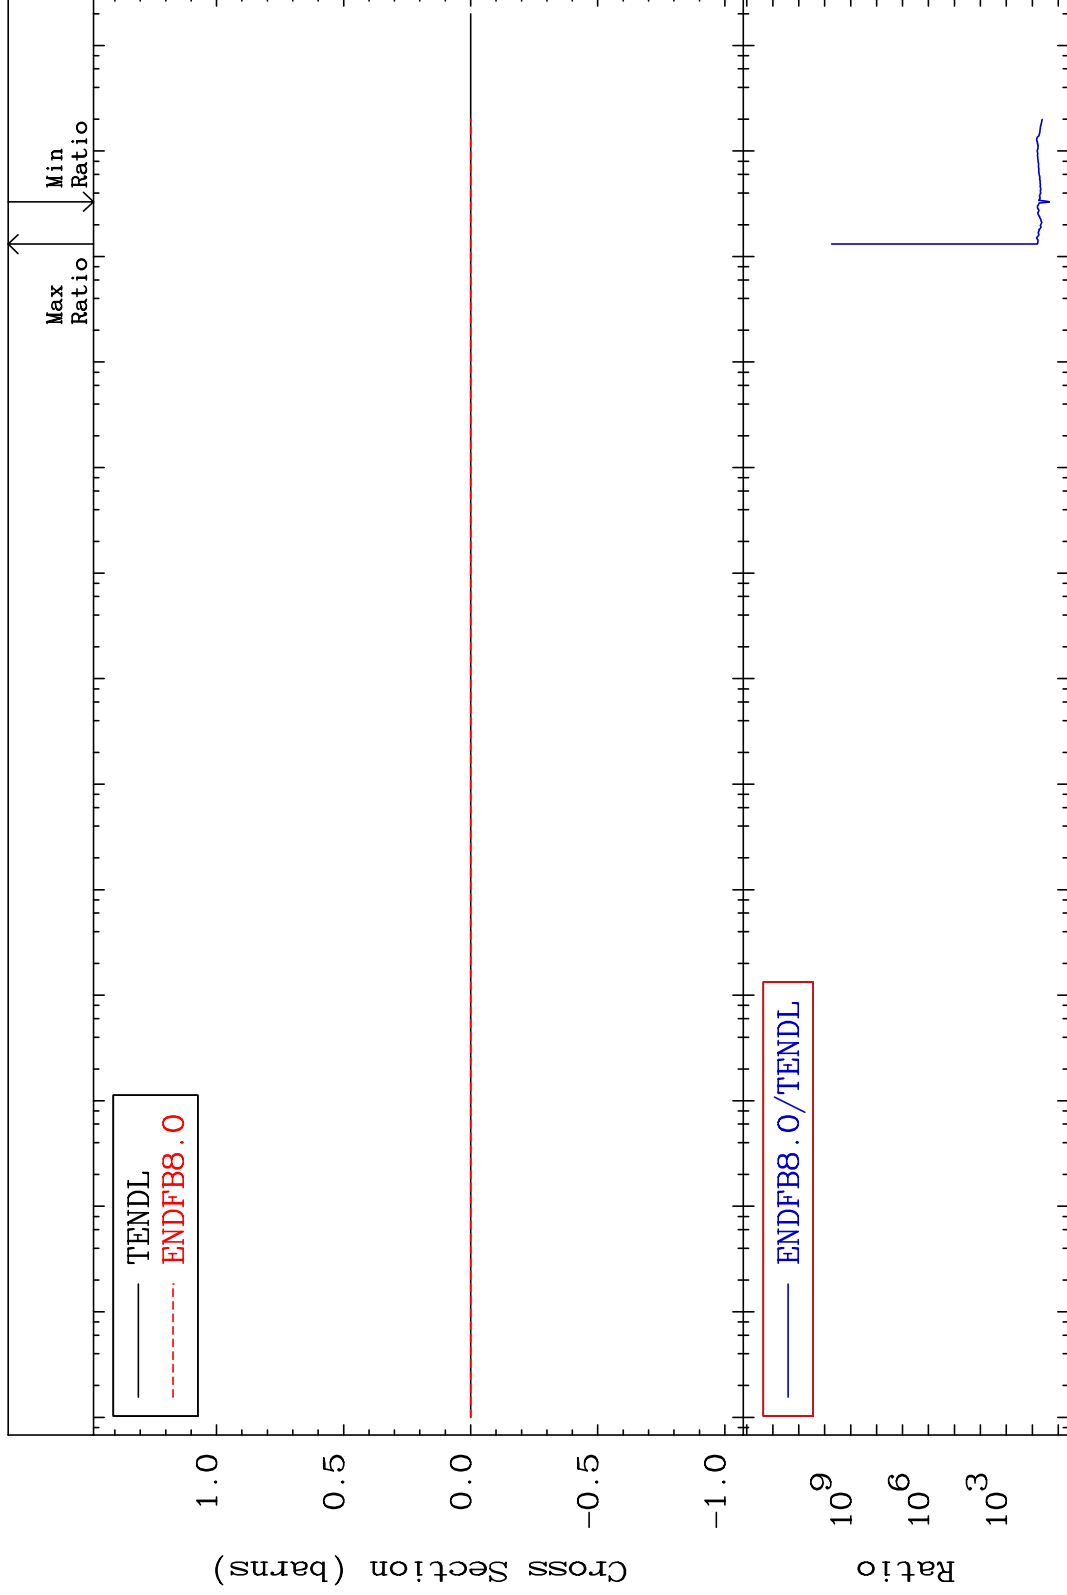 Max
Ratio
Min
Ratio
TENDL
ENDFB8.0
1.0
0.5
0.0
-0.5
-1.0
Cross Section (barns)
ENDFB8.0/TENDL
10^9
10^6
10^3
Ratio